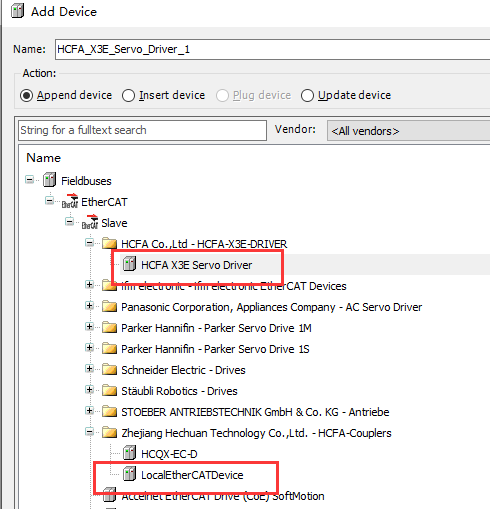 Add Device
Name: HCFA_X3E_Servo_Driver_1
Action:
Append device Insert device Plug device Update device
String for a fulltext search Vendor: <All vendors>
Name
Fieldbuses
EtherCAT
Slave
HCFA Co.,Ltd - HCFA-X3E-DRIVER
HCFA X3E Servo Driver
ifm electronic - ifm electronic EtherCAT Devices
Panasonic Corporation, Appliances Company - AC Servo Driver
Parker Hannifin - Parker Servo Drive 1M
Parker Hannifin - Parker Servo Drive 1S
Schneider Electric - Drives
Stäubli Robotics - Drives
STOEBER ANTRIEBSTECHNIK GmbH & Co. KG - Antriebe
Zhejiang Hechuan Technology Co.,Ltd. - HCFA-Couplers
HCQX-EC-D
LocalEtherCATDevice
Accelnet EtherCAT Drive (CoE) SoftMotion